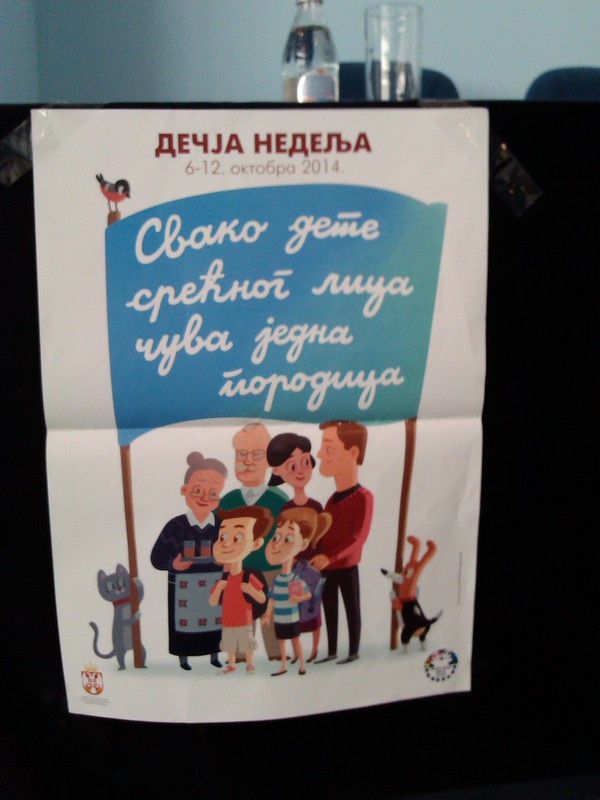 ДЕЧЈА НЕДЕЉА
6-12. октобра 2014.
Свако дете
срећног лица
чува једна
породица